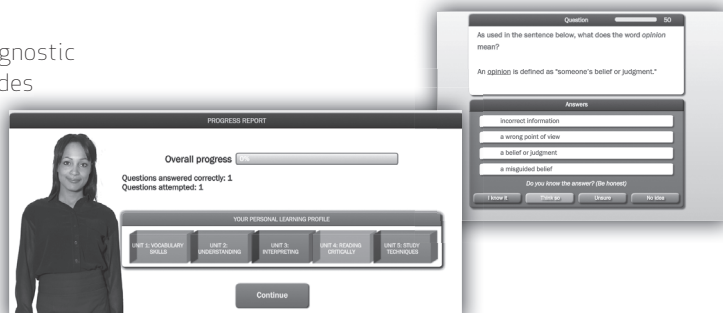 gnostic
des
Question 50
As used in the sentence below, what does the word opinion
mean?
An opinion is defined as "someone's belief or judgment."
Answers
incorrect information
a wrong point of view
a belief or judgment
a misguided belief
Do you know the answer? (Be honest)
I know it Think so Unsure No idea
PROGRESS REPORT
Overall progress 0%
Questions answered correctly: 1
Questions attempted: 1
YOUR PERSONAL LEARNING PROFILE
UNIT 1: VOCABULARY
SKILLS
UNIT 2:
UNDERSTANDING
UNIT 3:
INTERPRETING
UNIT 4: READING
CRITICALLY
UNIT 5: STUDY
TECHNIQUES
Continue